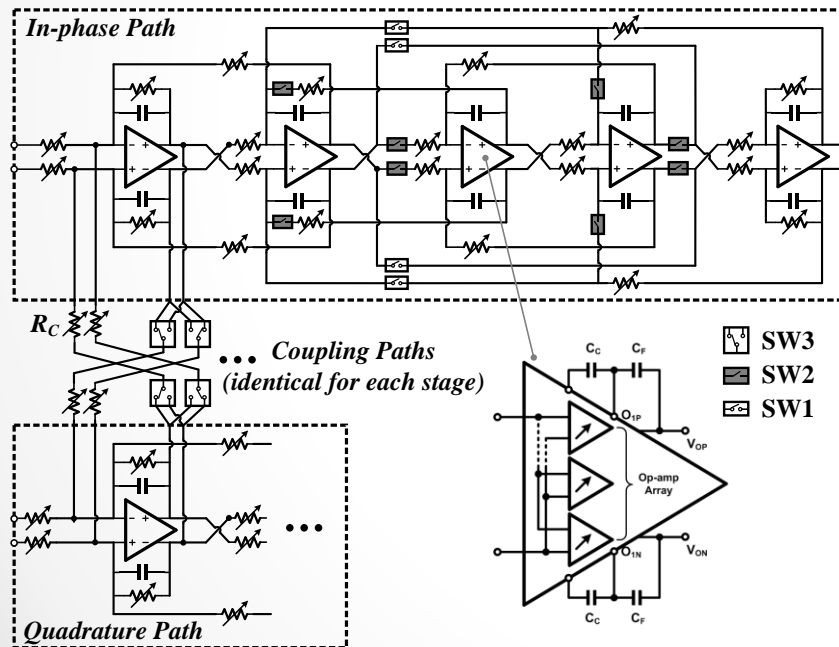 In-phase Path
R_C
Coupling Paths
(identical for each stage)
SW3
SW2
SW1
C_C
C_F
O_1P
V_OP
Op-amp
Array
O_1N
V_ON
C_C
C_F
Quadrature Path